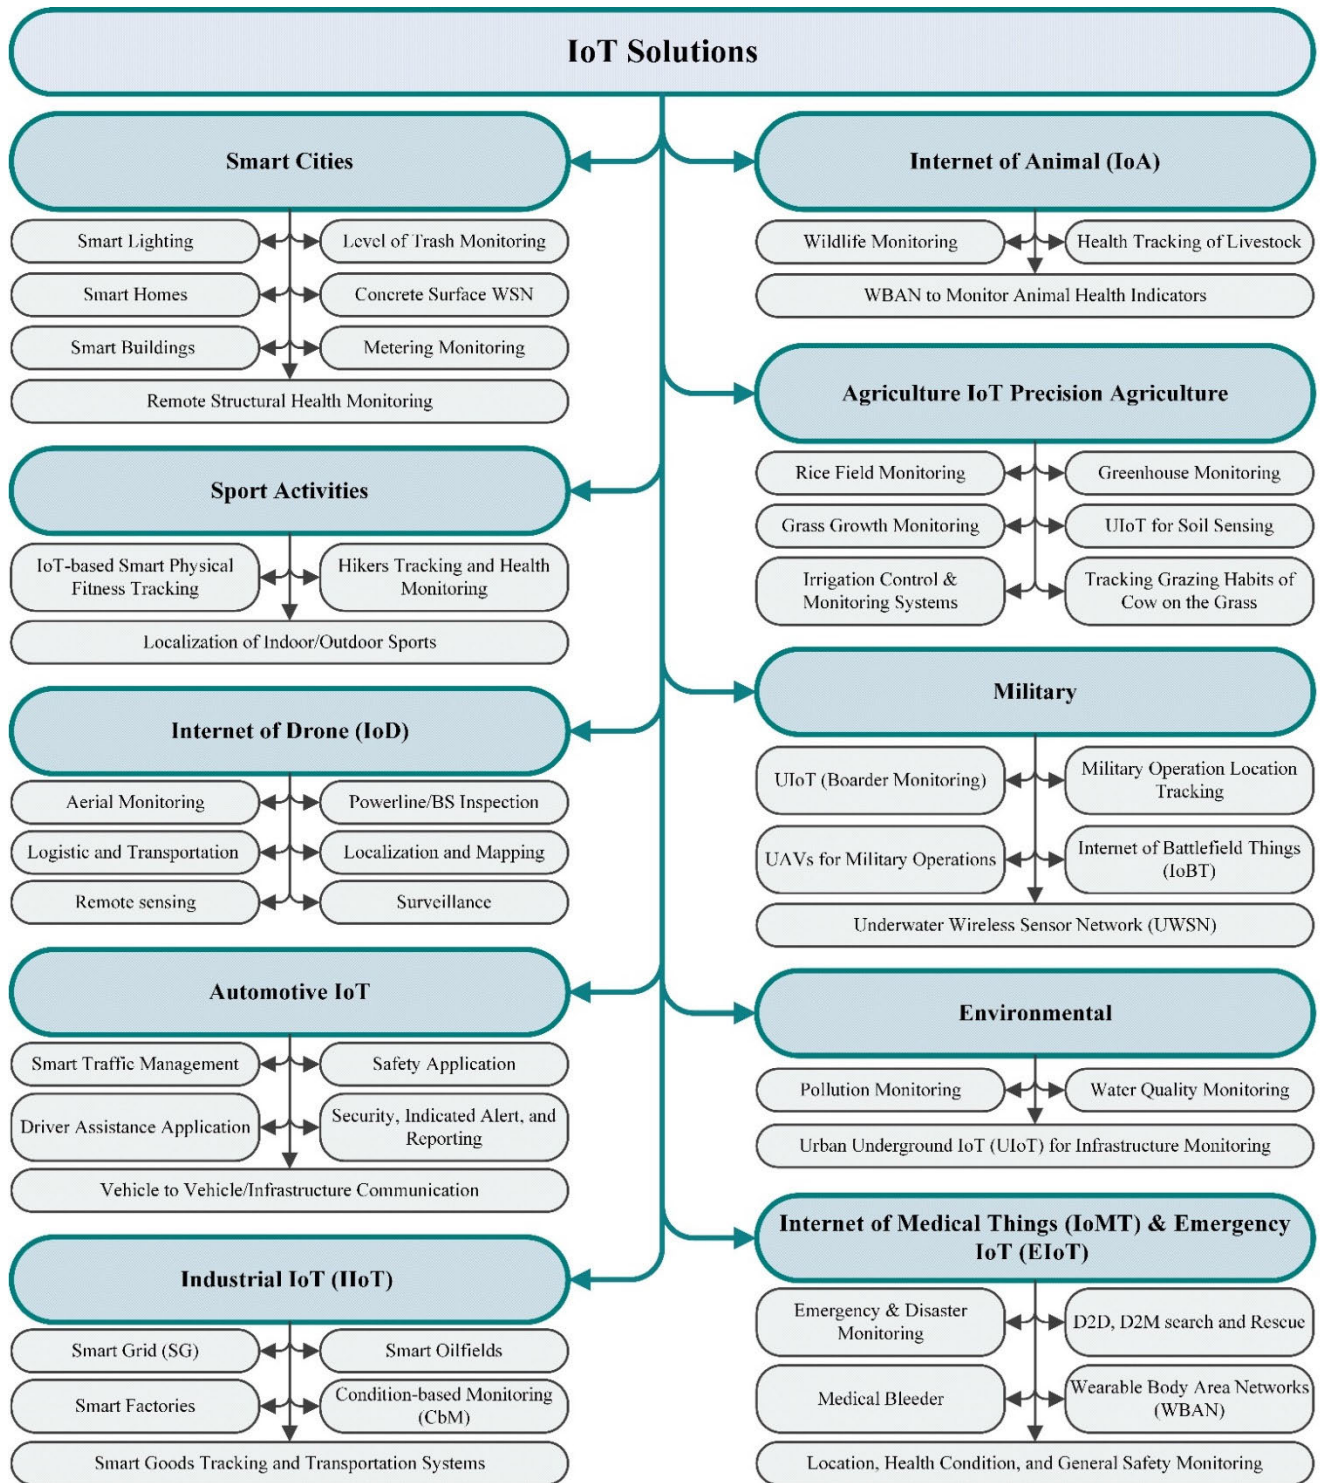 IoT Solutions
Smart Cities
Smart Lighting
Level of Trash Monitoring
Smart Homes
Concrete Surface WSN
Smart Buildings
Metering Monitoring
Remote Structural Health Monitoring
Sport Activities
IoT-based Smart Physical
Fitness Tracking
Hikers Tracking and Health
Monitoring
Localization of Indoor/Outdoor Sports
Internet of Drone (IoD)
Aerial Monitoring
Powerline/BS Inspection
Logistic and Transportation
Localization and Mapping
Remote sensing
Surveillance
Automotive IoT
Smart Traffic Management
Safety Application
Driver Assistance Application
Security, Indicated Alert, and
Reporting
Vehicle to Vehicle/Infrastructure Communication
Industrial IoT (IIoT)
Smart Grid (SG)
Smart Oilfields
Smart Factories
Condition-based Monitoring
(CbM)
Smart Goods Tracking and Transportation Systems
Internet of Animal (IoA)
Wildlife Monitoring
Health Tracking of Livestock
WBAN to Monitor Animal Health Indicators
Agriculture IoT Precision Agriculture
Rice Field Monitoring
Greenhouse Monitoring
Grass Growth Monitoring
UIoT for Soil Sensing
Irrigation Control &
Monitoring Systems
Tracking Grazing Habits of
Cow on the Grass
Military
UIoT (Boarder Monitoring)
Military Operation Location
Tracking
UAVs for Military Operations
Internet of Battlefield Things
(IoBT)
Underwater Wireless Sensor Network (UWSN)
Environmental
Pollution Monitoring
Water Quality Monitoring
Urban Underground IoT (UIoT) for Infrastructure Monitoring
Internet of Medical Things (IoMT) & Emergency
IoT (EIoT)
Emergency & Disaster
Monitoring
D2D, D2M search and Rescue
Medical Bleeder
Wearable Body Area Networks
(WBAN)
Location, Health Condition, and General Safety Monitoring